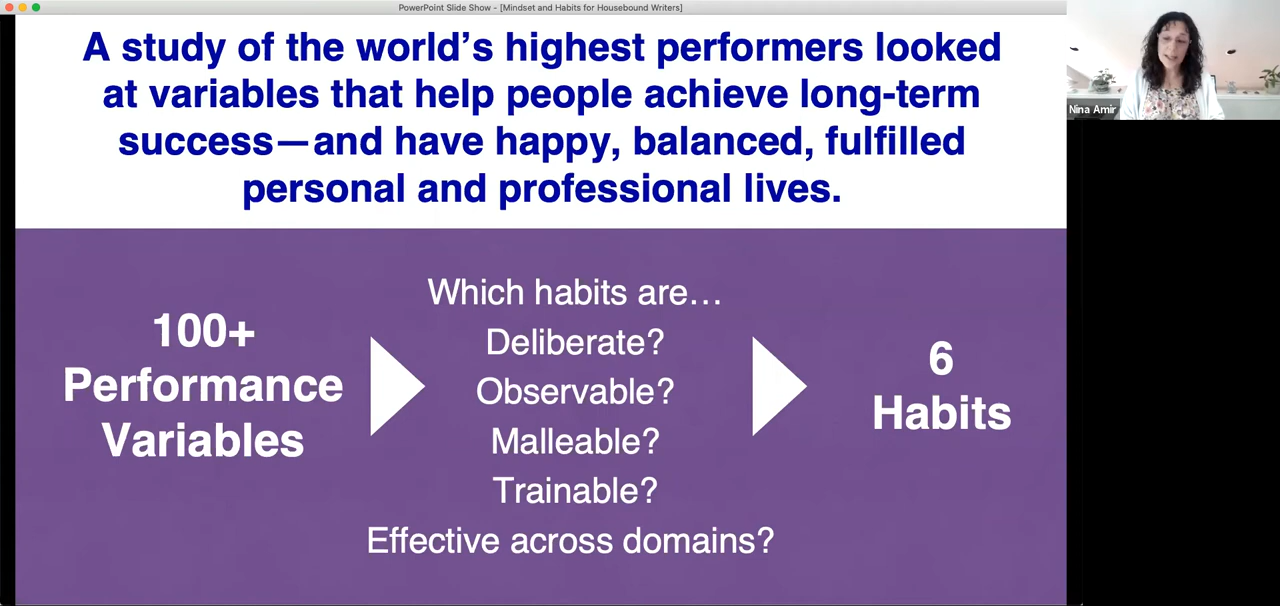 PowerPoint Slide Show - [Mindset and Habits for Housebound Writers]
A study of the world’s highest performers looked
at variables that help people achieve long-term
success—and have happy, balanced, fulfilled
personal and professional lives.
100+
Performance
Variables
Which habits are…
Deliberate?
Observable?
Malleable?
Trainable?
Effective across domains?
6
Habits
Nina Amir